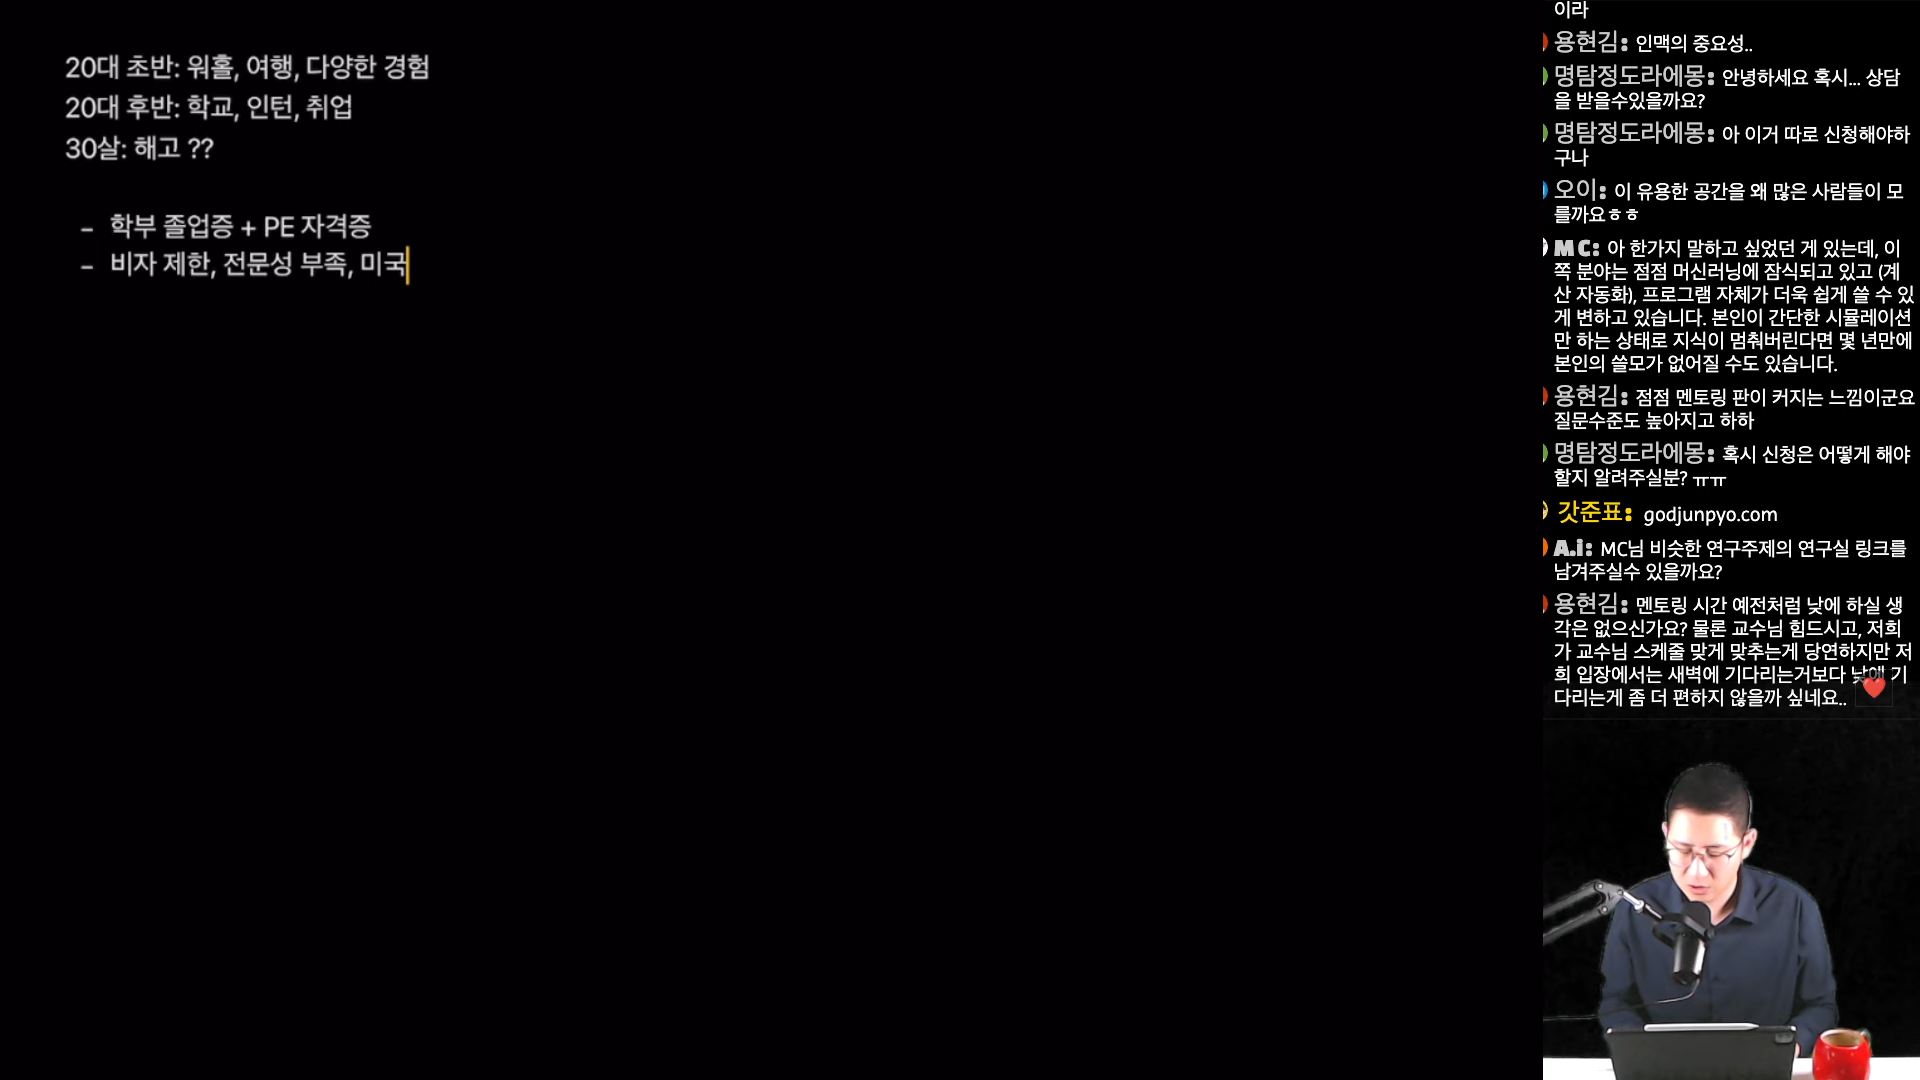 20대 초반: 워홀, 여행, 다양한 경험
20대 후반: 학교, 인턴, 취업
30살: 해고 ??
- 학부 졸업증 + PE 자격증
- 비자 제한, 전문성 부족, 미국
이라
용현김: 인맥의 중요성..
명탐정도라에몽: 안녕하세요 혹시... 상담
을 받을수있을까요?
명탐정도라에몽: 아 이거 따로 신청해야하
구나
오이: 이 유용한 공간을 왜 많은 사람들이 모
를까요ㅎㅎ
M C: 아 한가지 말하고 싶었던 게 있는데, 이
쪽 분야는 점점 머신러닝에 잠식되고 있고 (계
산 자동화), 프로그램 자체가 더욱 쉽게 쓸 수 있
게 변하고 있습니다. 본인이 간단한 시뮬레이션
만 하는 상태로 지식이 멈춰버린다면 몇 년만에
본인의 쓸모가 없어질 수도 있습니다.
용현김: 점점 멘토링 판이 커지는 느낌이군요
질문수준도 높아지고 하하
명탐정도라에몽: 혹시 신청은 어떻게 해야
할지 알려주실분? ㅠㅠ
갓준표: godjunpyo.com
A.i: MC님 비슷한 연구주제의 연구실 링크를
남겨주실수 있을까요?
용현김: 멘토링 시간 예전처럼 낮에 하실 생
각은 없으신가요? 물론 교수님 힘드시고, 저희
가 교수님 스케줄 맞게 맞추는게 당연하지만 저
희 입장에서는 새벽에 기다리는거보다 낮에 기
다리는게 좀 더 편하지 않을까 싶네요..